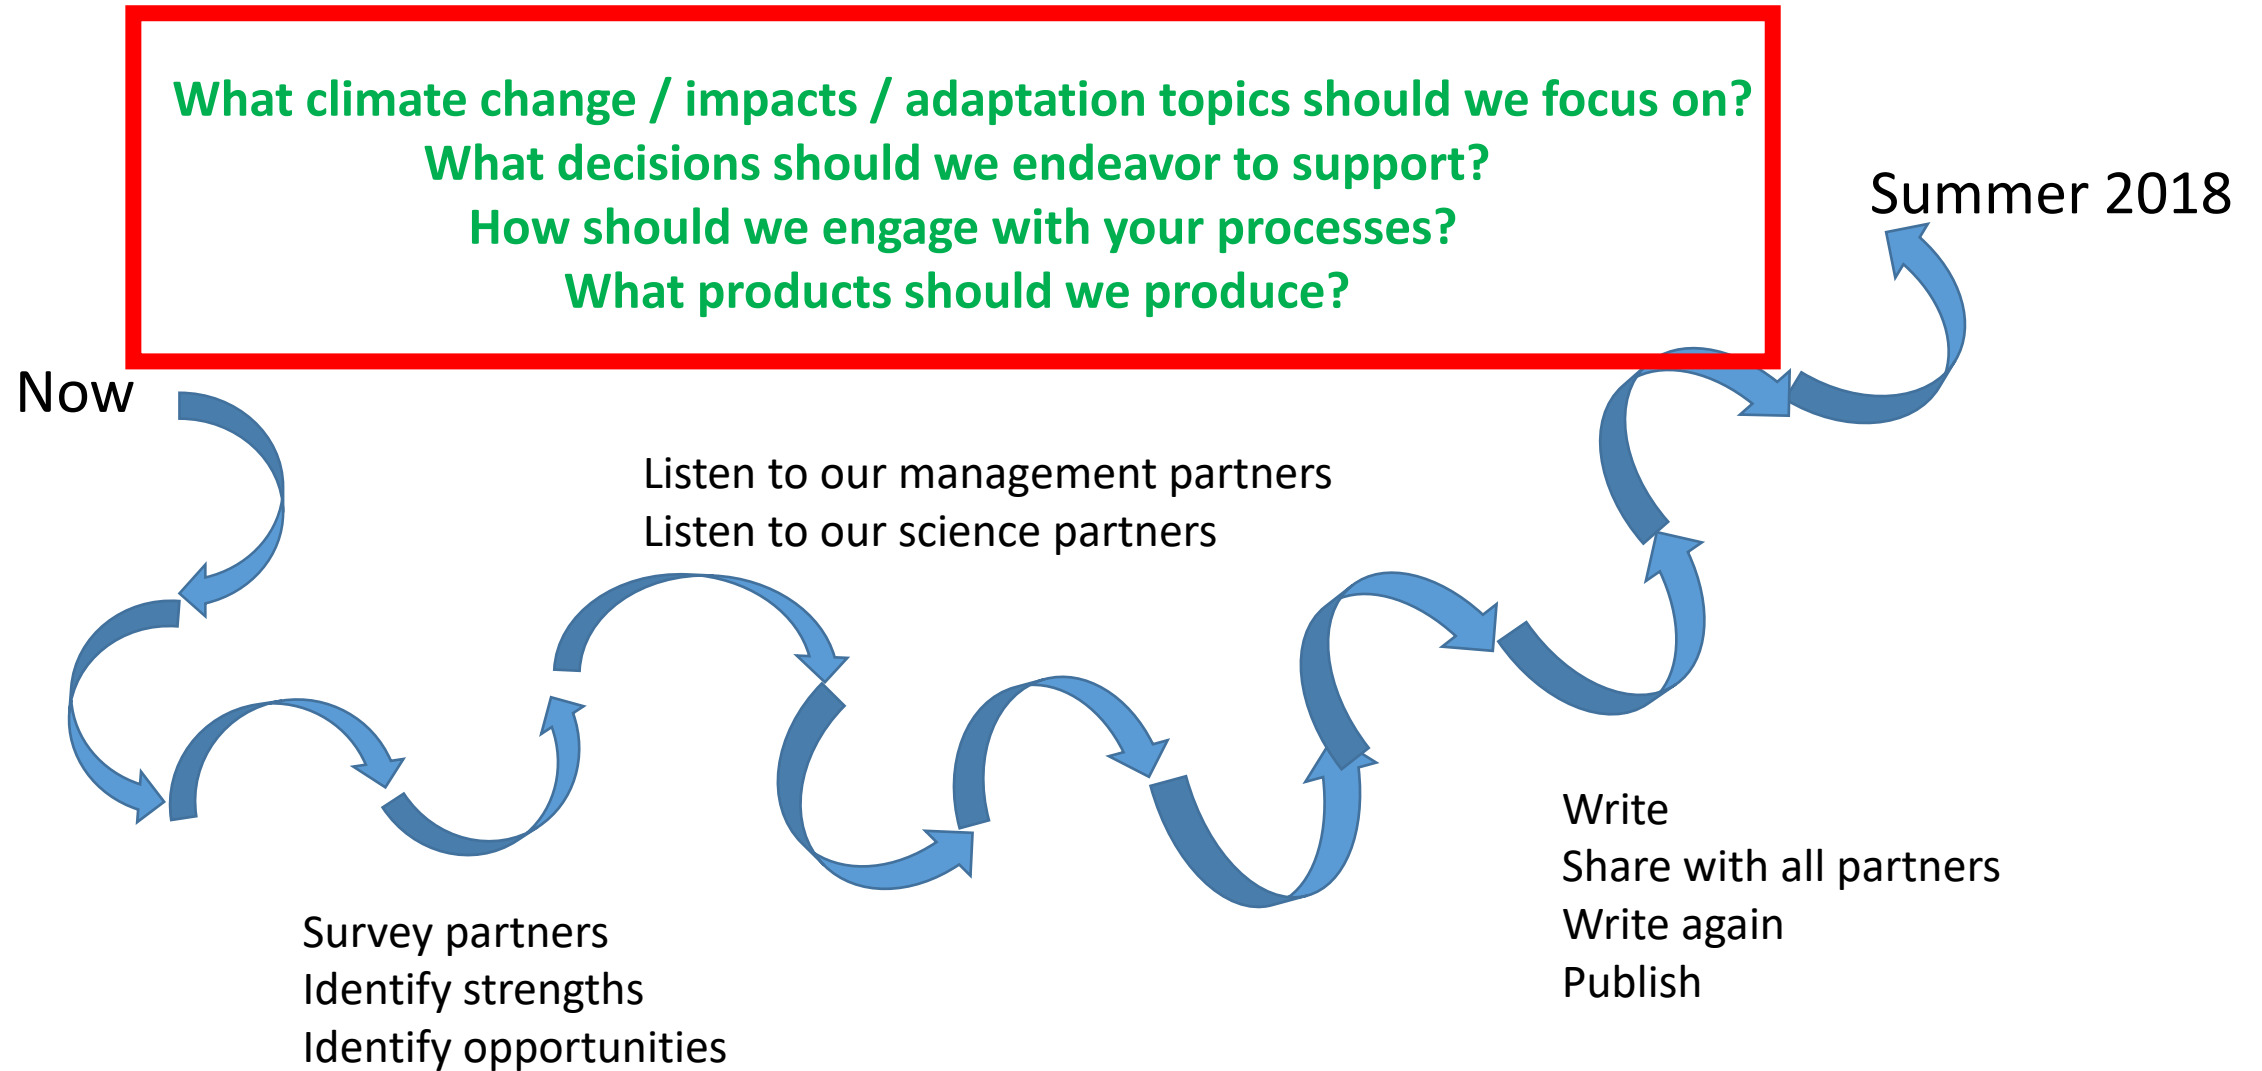 What climate change / impacts / adaptation topics should we focus on?
What decisions should we endeavor to support?
How should we engage with your processes?
What products should we produce?
Summer 2018
Now
Listen to our management partners
Listen to our science partners
Survey partners
Identify strengths
Identify opportunities
Write
Share with all partners
Write again
Publish